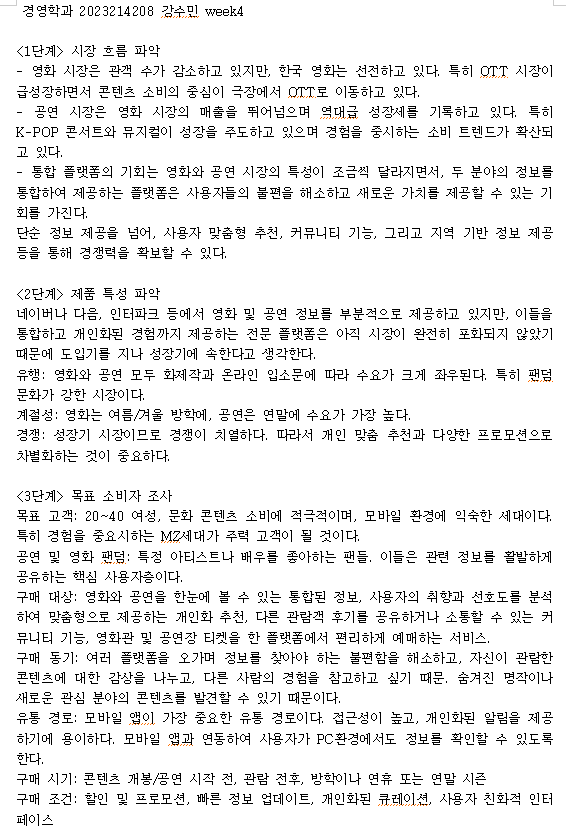 경영학과 2023214208 강수민 week4
<1단계> 시장 흐름 파악
- 영화 시장은 관객 수가 감소하고 있지만, 한국 영화는 선전하고 있다. 특히 OTT 시장이
급성장하면서 콘텐츠 소비의 중심이 극장에서 OTT로 이동하고 있다.
- 공연 시장은 영화 시장의 매출을 뛰어넘으며 역대급 성장세를 기록하고 있다. 특히
K-POP 콘서트와 뮤지컬이 성장을 주도하고 있으며 경험을 중시하는 소비 트렌드가 확산되
고 있다.
- 통합 플랫폼의 기회는 영화와 공연 시장의 특성이 조금씩 달라지면서, 두 분야의 정보를
통합하여 제공하는 플랫폼은 사용자들의 불편을 해소하고 새로운 가치를 제공할 수 있는 기
회를 가진다.
단순 정보 제공을 넘어, 사용자 맞춤형 추천, 커뮤니티 기능, 그리고 지역 기반 정보 제공
등을 통해 경쟁력을 확보할 수 있다.
<2단계> 제품 특성 파악
네이버나 다음, 인터파크 등에서 영화 및 공연 정보를 부분적으로 제공하고 있지만, 이들을
통합하고 개인화된 경험까지 제공하는 전문 플랫폼은 아직 시장이 완전히 포화되지 않았기
때문에 도입기를 지나 성장기에 속한다고 생각한다.
유행: 영화와 공연 모두 화제작과 온라인 입소문에 따라 수요가 크게 좌우된다. 특히 팬덤
문화가 강한 시장이다.
계절성: 영화는 여름/겨울 방학에, 공연은 연말에 수요가 가장 높다.
경쟁: 성장기 시장이므로 경쟁이 치열하다. 따라서 개인 맞춤 추천과 다양한 프로모션으로
차별화하는 것이 중요하다.
<3단계> 목표 소비자 조사
목표 고객: 20~40 여성, 문화 콘텐츠 소비에 적극적이며, 모바일 환경에 익숙한 세대이다.
특히 경험을 중요시하는 MZ세대가 주력 고객이 될 것이다.
공연 및 영화 팬덤: 특정 아티스트나 배우를 좋아하는 팬들. 이들은 관련 정보를 활발하게
공유하는 핵심 사용자층이다.
구매 대상: 영화와 공연을 한눈에 볼 수 있는 통합된 정보, 사용자의 취향과 선호도를 분석
하여 맞춤형으로 제공하는 개인화 추천, 다른 관람객 후기를 공유하거나 소통할 수 있는 커
뮤니티 기능, 영화관 및 공연장 티켓을 한 플랫폼에서 편리하게 예매하는 서비스.
구매 동기: 여러 플랫폼을 오가며 정보를 찾아야 하는 불편함을 해소하고, 자신이 관람한
콘텐츠에 대한 감상을 나누고, 다른 사람의 경험을 참고하고 싶기 때문. 숨겨진 명작이나
새로운 관심 분야의 콘텐츠를 발견할 수 있기 때문이다.
유통 경로: 모바일 앱이 가장 중요한 유통 경로이다. 접근성이 높고, 개인화된 알림을 제공
하기에 용이하다. 모바일 앱과 연동하여 사용자가 PC환경에서도 정보를 확인할 수 있도록
한다.
구매 시기: 콘텐츠 개봉/공연 시작 전, 관람 전후, 방학이나 연휴 또는 연말 시즌
구매 조건: 할인 및 프로모션, 빠른 정보 업데이트, 개인화된 큐레이션, 사용자 친화적 인터
페이스